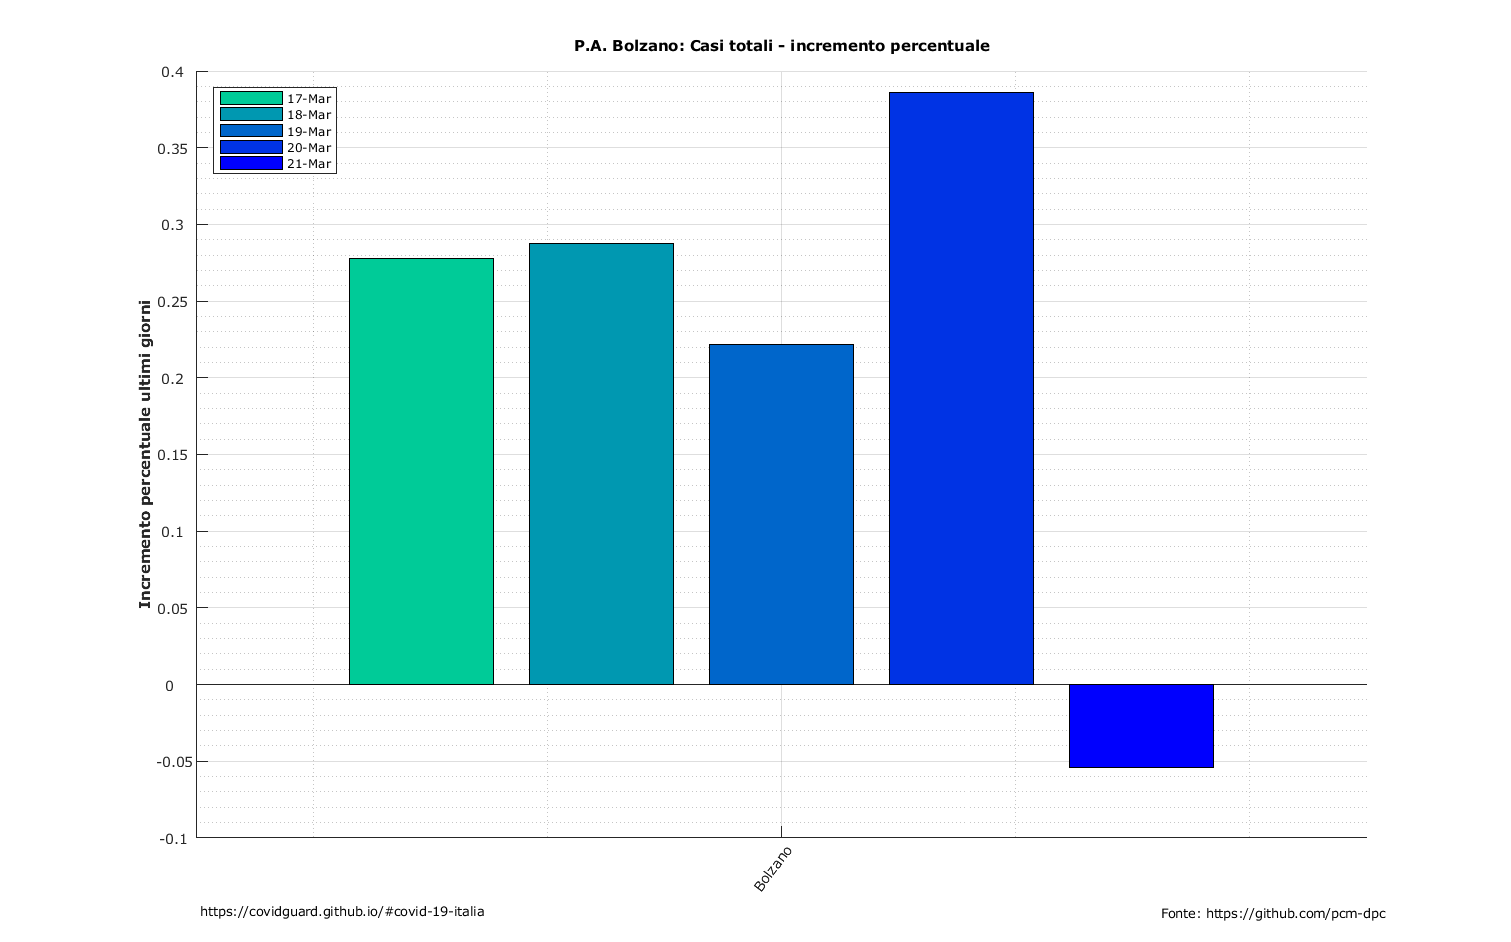 P.A. Bolzano: Casi totali - incremento percentuale
0.4
0.35
0.3
0.25
0.2
0.15
0.1
0.05
0
-0.05
-0.1
Incremento percentuale ultimi giorni
17-Mar
18-Mar
19-Mar
20-Mar
21-Mar
Bolzano
https://covidguard.github.io/#covid-19-italia
Fonte: https://github.com/pcm-dpc